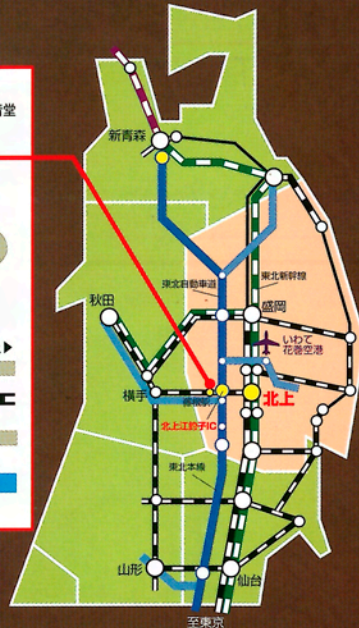 堂
新青森
東北自動車道
東北新幹線
秋田
盛岡
いわて
花巻空港
横手
北上
北上江釣子IC
東北本線
山形
仙台
至東京